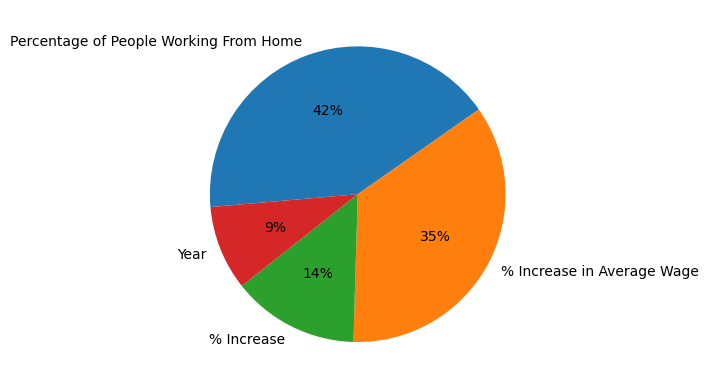 Percentage of People Working From Home
42%
9%
35%
Year
14%
% Increase in Average Wage
% Increase